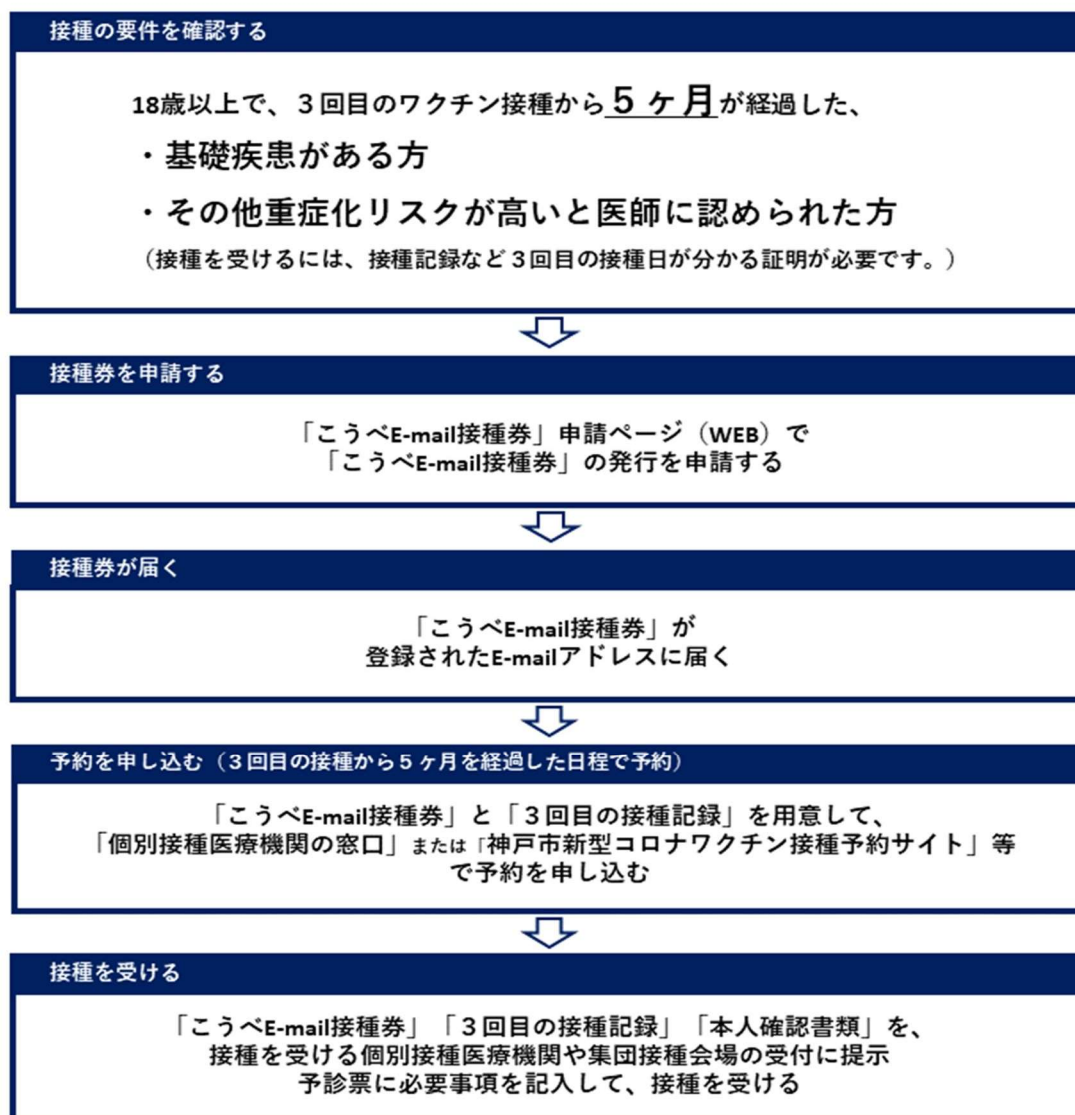 接種の要件を確認する
18歳以上で、３回目のワクチン接種から５ヶ月が経過した、
・基礎疾患がある方
・その他重症化リスクが高いと医師に認められた方
（接種を受けるには、接種記録など３回目の接種日が分かる証明が必要です。）
接種券を申請する
「こうべE-mail接種券」申請ページ（WEB）で
「こうべE-mail接種券」の発行を申請する
接種券が届く
「こうべE-mail接種券」が
登録されたE-mailアドレスに届く
予約を申し込む（３回目の接種から５ヶ月を経過した日程で予約）
「こうべE-mail接種券」と「３回目の接種記録」を用意して、
「個別接種医療機関の窓口」または「神戸市新型コロナワクチン接種予約サイト」等
で予約を申し込む
接種を受ける
「こうべE-mail接種券」「３回目の接種記録」「本人確認書類」を、
接種を受ける個別接種医療機関や集団接種会場の受付に提示
予診票に必要事項を記入して、接種を受ける